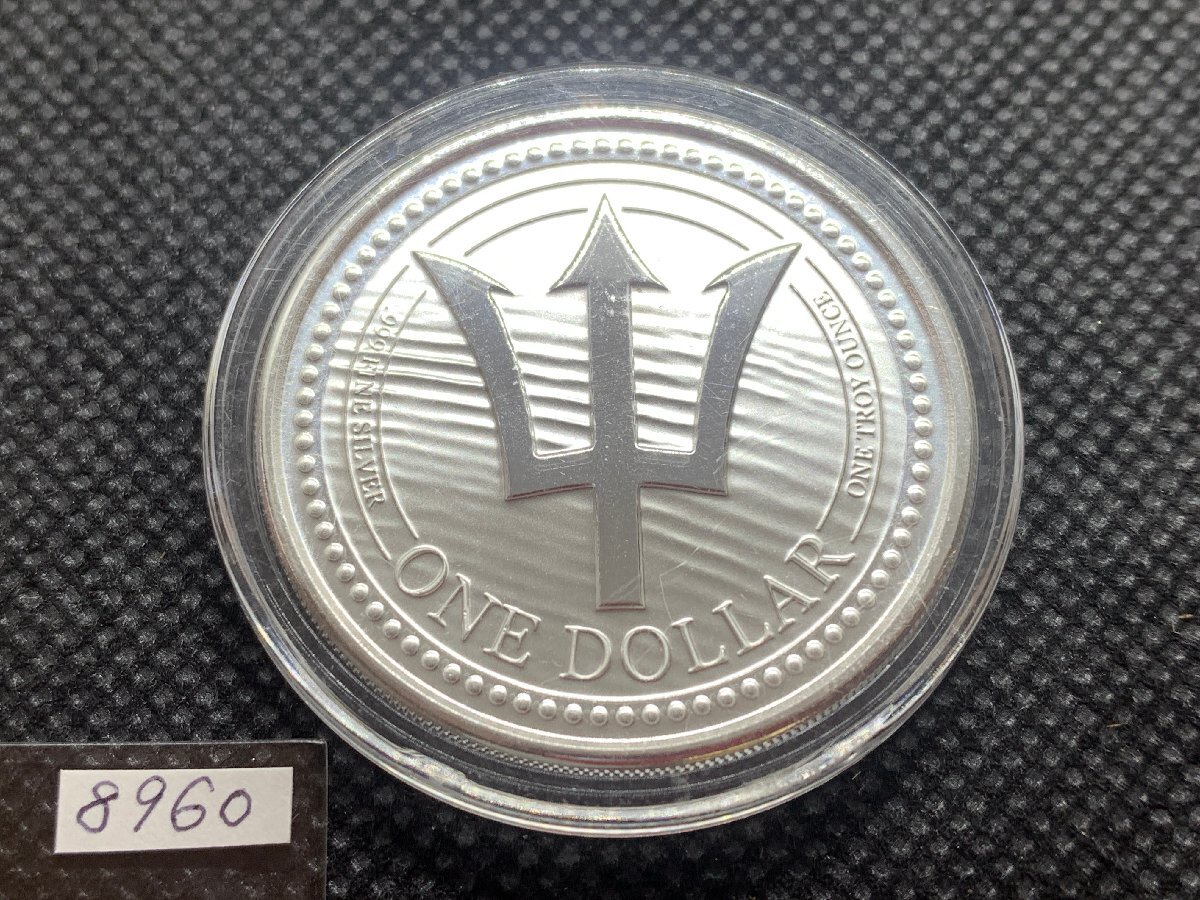 .999 FINE SILVER
ONE TROY OUNCE
ONE DOLLAR
8960